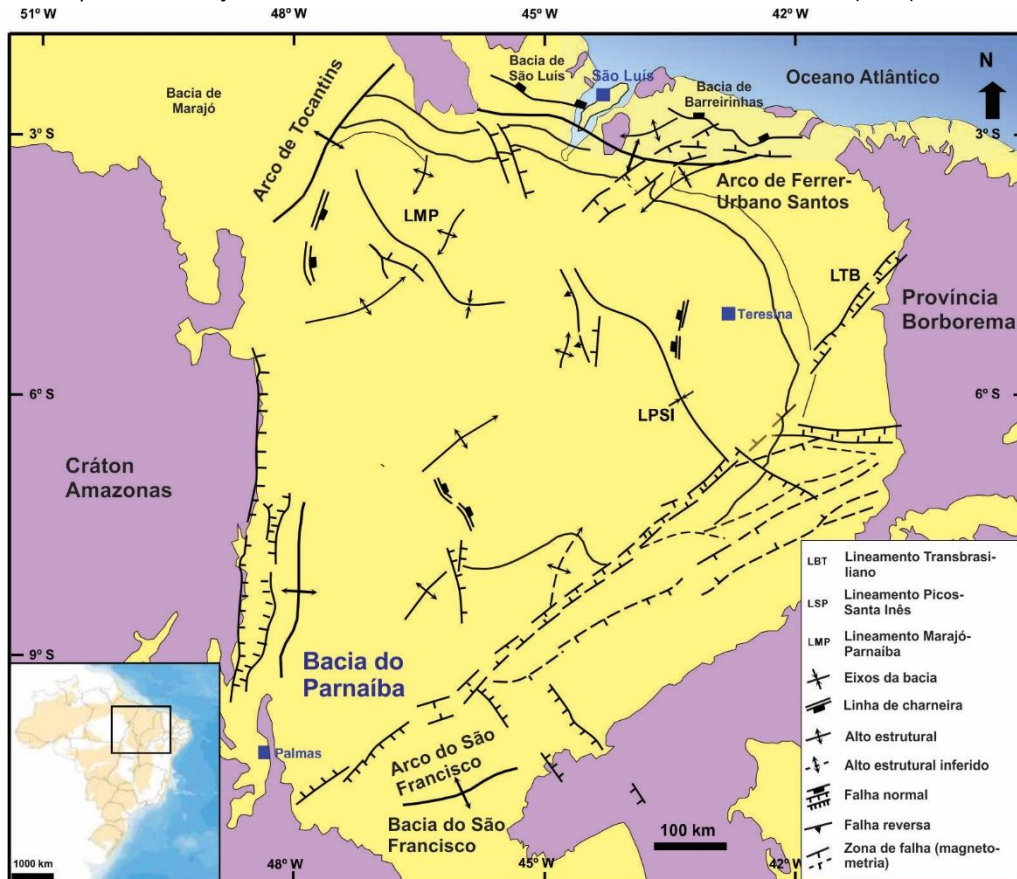 51º W
48º W
45º W
42º W
Bacia de
Marajó
Arco de Tocantins
Bacia de
São Luís
São Luís
Bacia de
Barreirinhas
Oceano Atlântico
N
3º S
3º S
Arco de Ferrer-
Urbano Santos
LMP
LTB
Província
Borborema
Teresina
6º S
6º S
LPSI
Cráton
Amazonas
9º S
Bacia do
Parnaíba
Palmas
Arco do São
Francisco
Bacia do São
Francisco
100 km
1000 km
48º W
45º W
42º W
LBT Lineamento Transbrasi-
liano
LSP Lineamento Picos-
Santa Inês
LMP Lineamento Marajó-
Parnaíba
Eixos da bacia
Linha de charneira
Alto estrutural
Alto estrutural inferido
Falha normal
Falha reversa
Zona de falha (magneto-
metria)